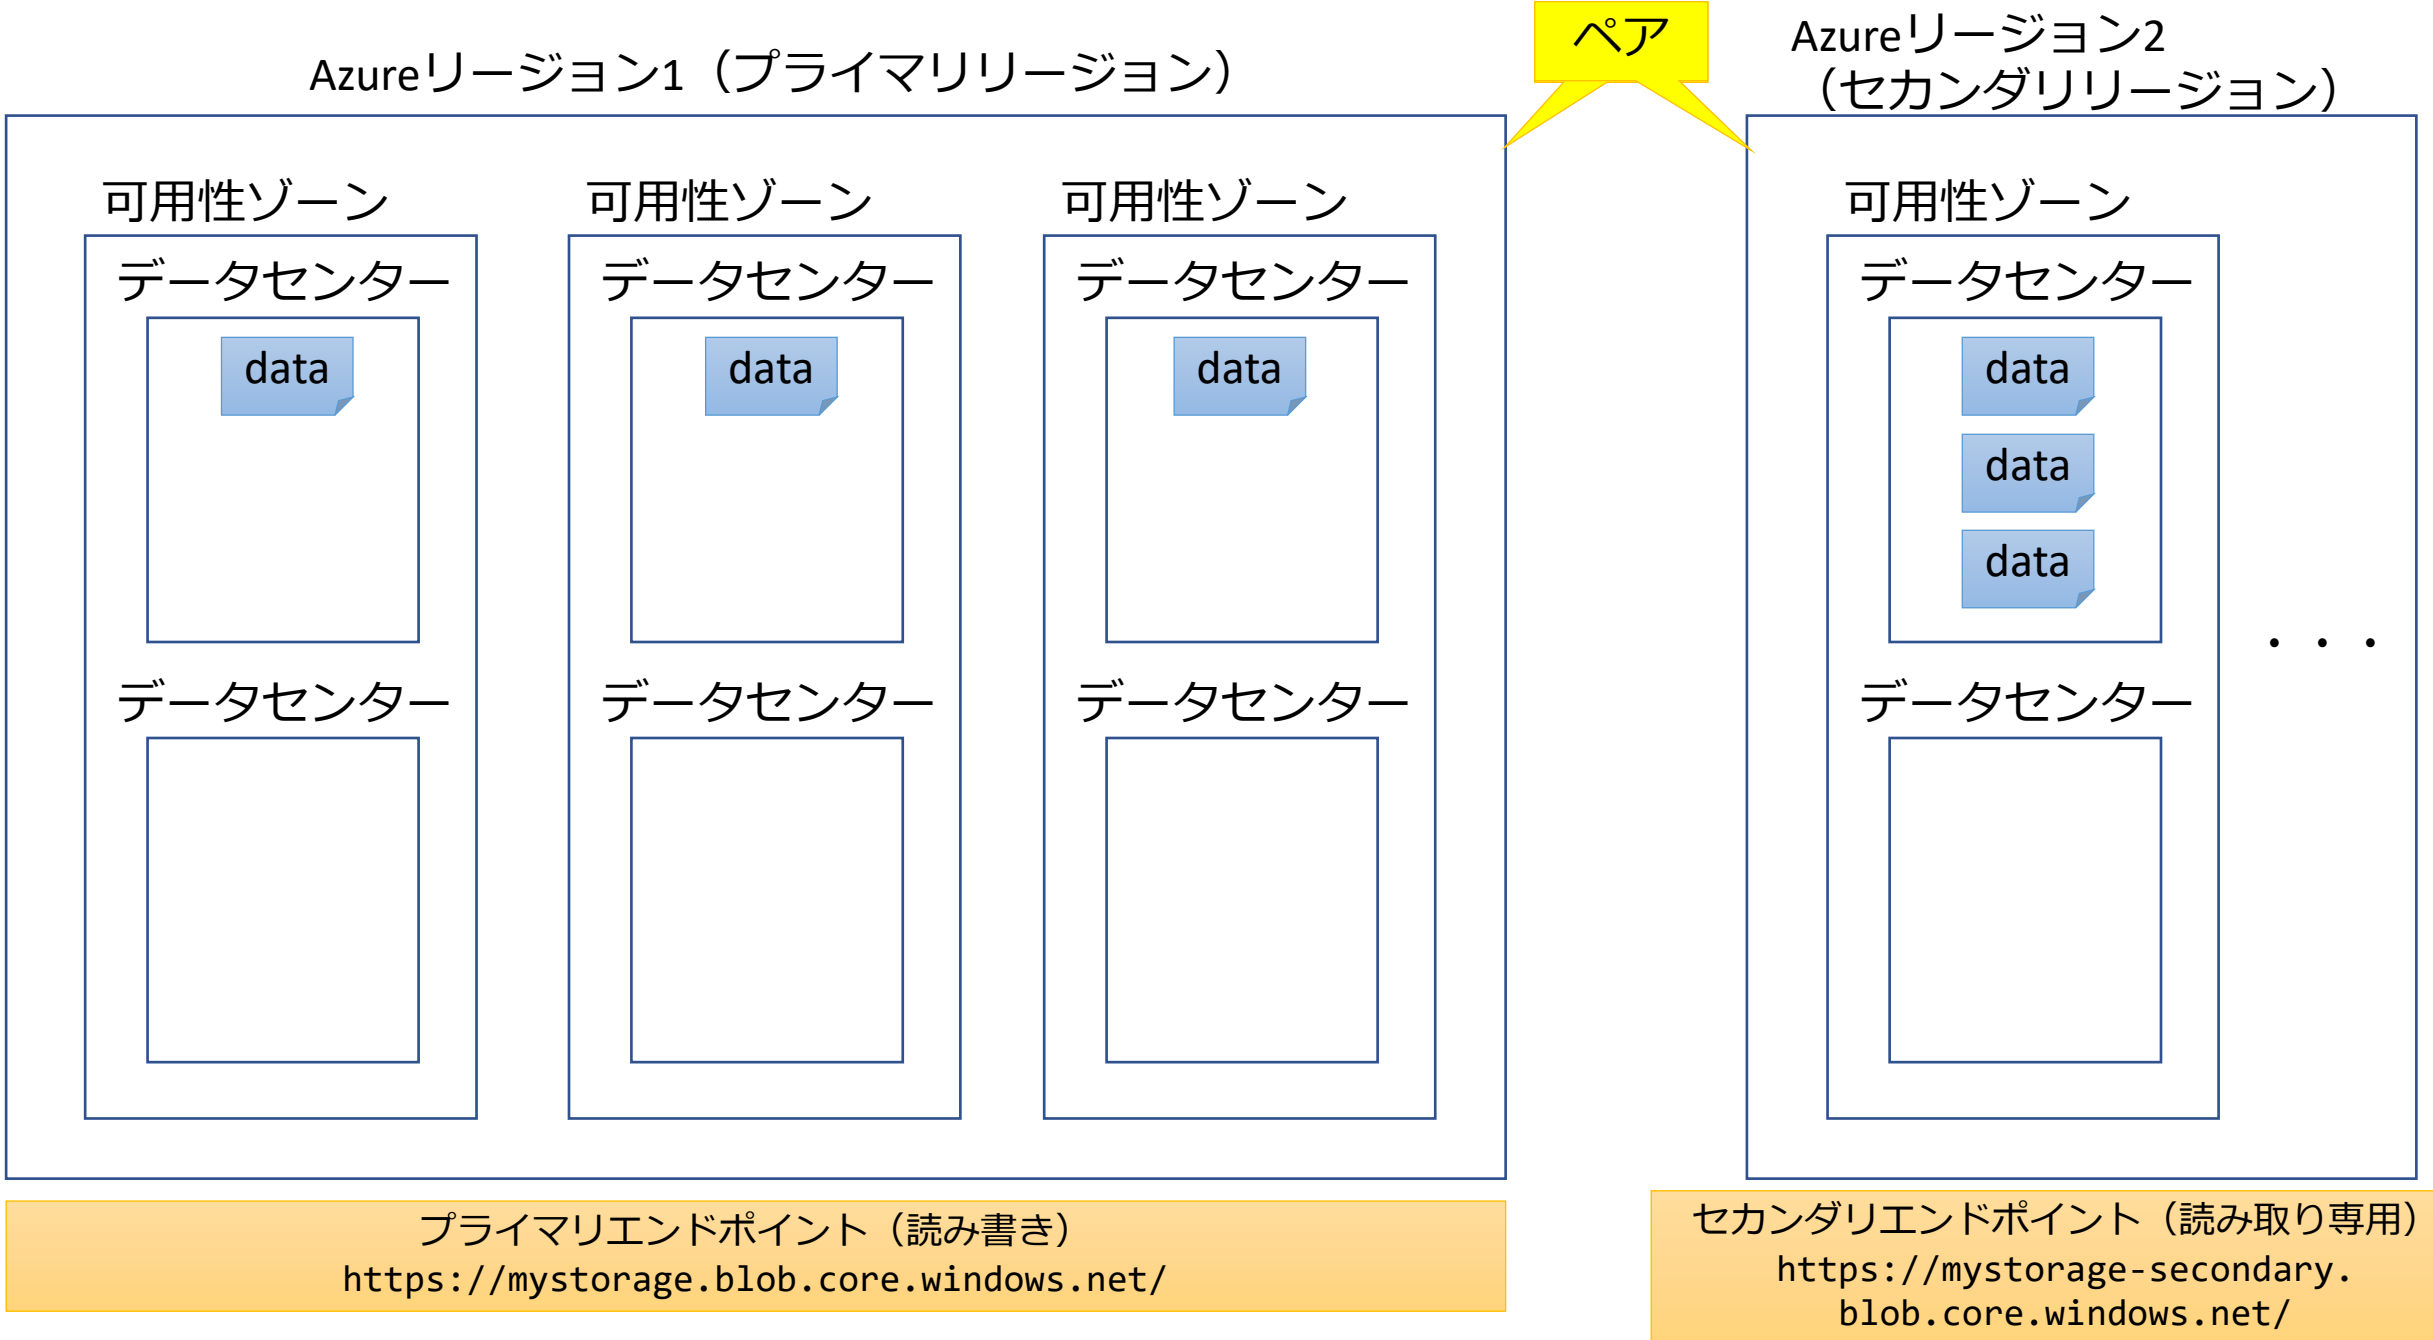 Azureリージョン1（プライマリリージョン）
ペア
Azureリージョン2
（セカンダリリージョン）
可用性ゾーン
データセンター
data
データセンター
可用性ゾーン
データセンター
data
データセンター
可用性ゾーン
データセンター
data
データセンター
可用性ゾーン
データセンター
data
data
data
データセンター
・・・
プライマリエンドポイント（読み書き）
https://mystorage.blob.core.windows.net/
セカンダリエンドポイント（読み取り専用）
https://mystorage-secondary.
blob.core.windows.net/